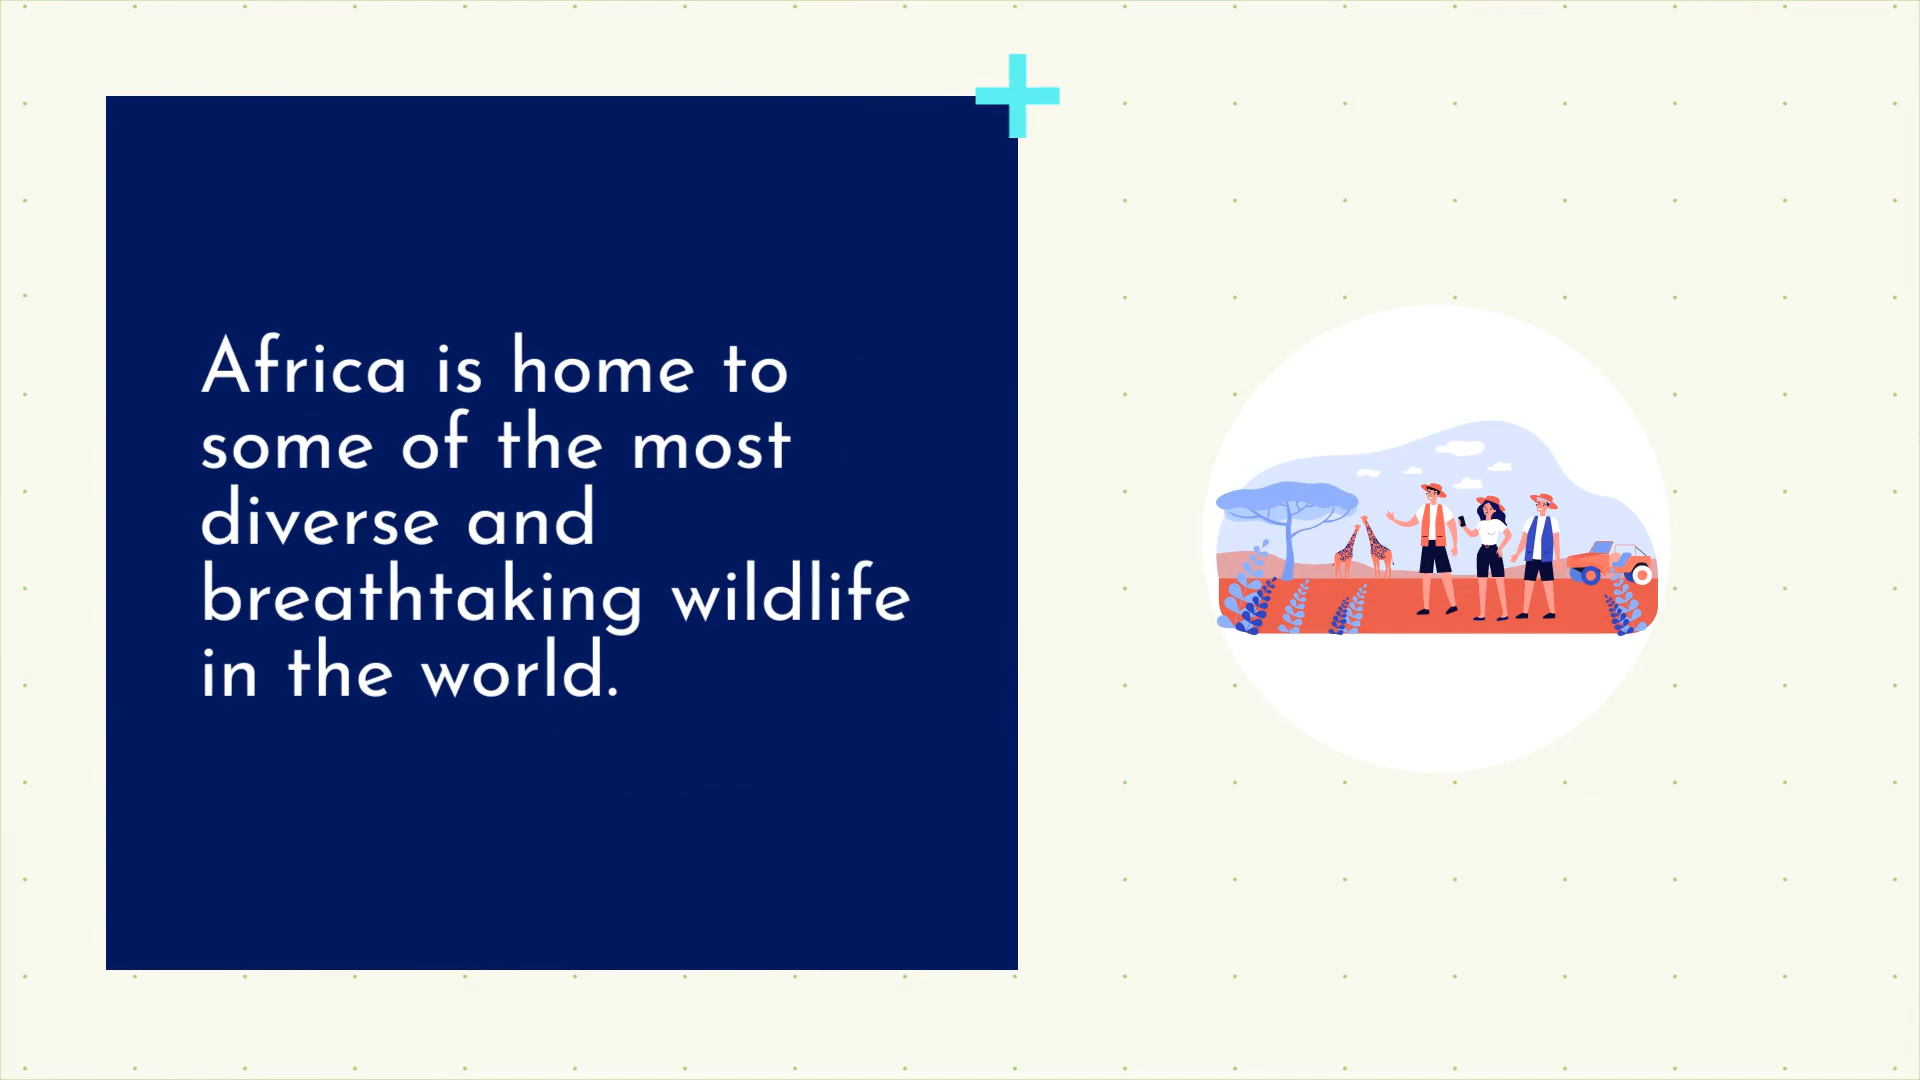 Africa is home to
some of the most
diverse and
breathtaking wildlife
in the world.